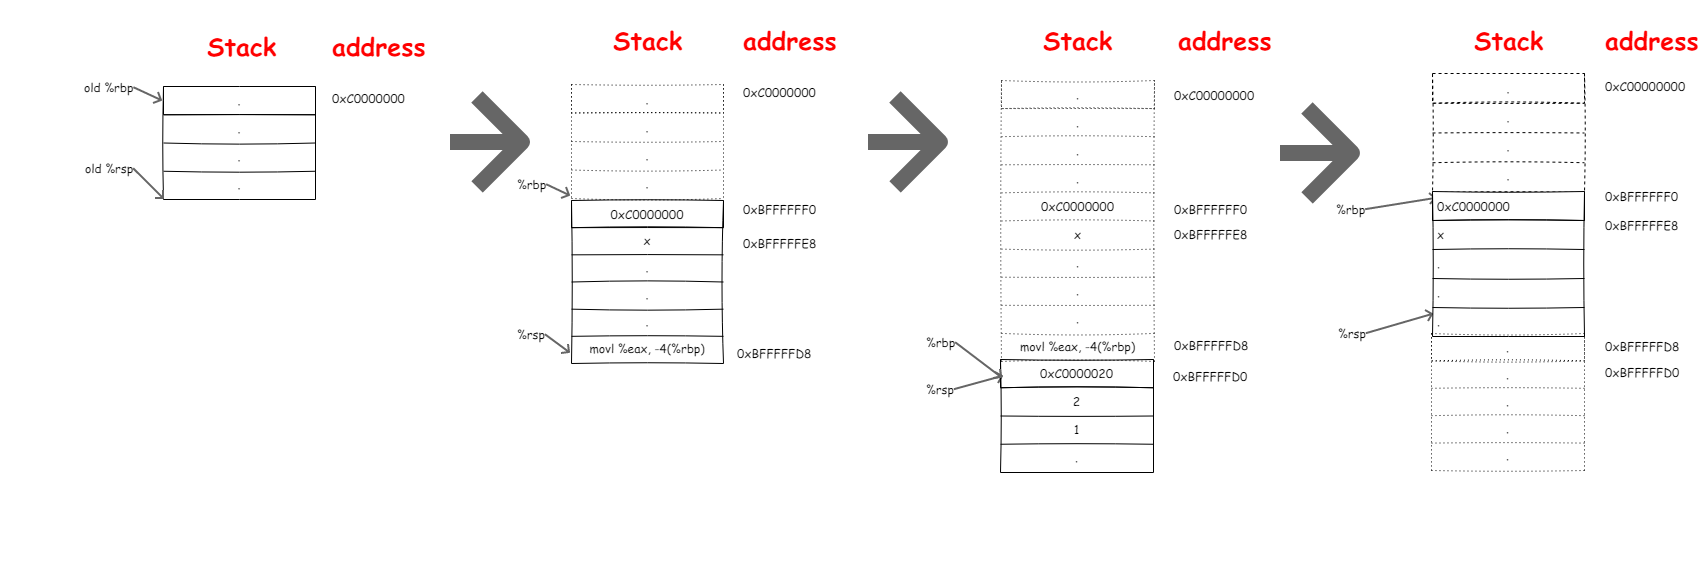 Stack address
old %rbp
.
0xC0000000
.
.
old %rsp
.
Stack address
.
0xC0000000
.
.
.
%rbp
0xC0000000
0xBFFFFFF0
x
0xBFFFFFE8
.
.
.
%rsp
movl %eax, -4(%rbp)
0xBFFFFFD8
Stack address
.
0xC00000000
.
.
.
0xC0000000
0xBFFFFFF0
x
0xBFFFFFE8
.
.
.
%rbp
movl %eax, -4(%rbp)
0xBFFFFFD8
0xC0000020
0xBFFFFFD0
%rsp
2
1
.
Stack address
.
0xC00000000
.
.
.
0xBFFFFFF0
%rbp
0xC0000000
0xBFFFFFE8
x
.
.
.
%rsp
.
0xBFFFFFD8
.
0xBFFFFFD0
.
.
.